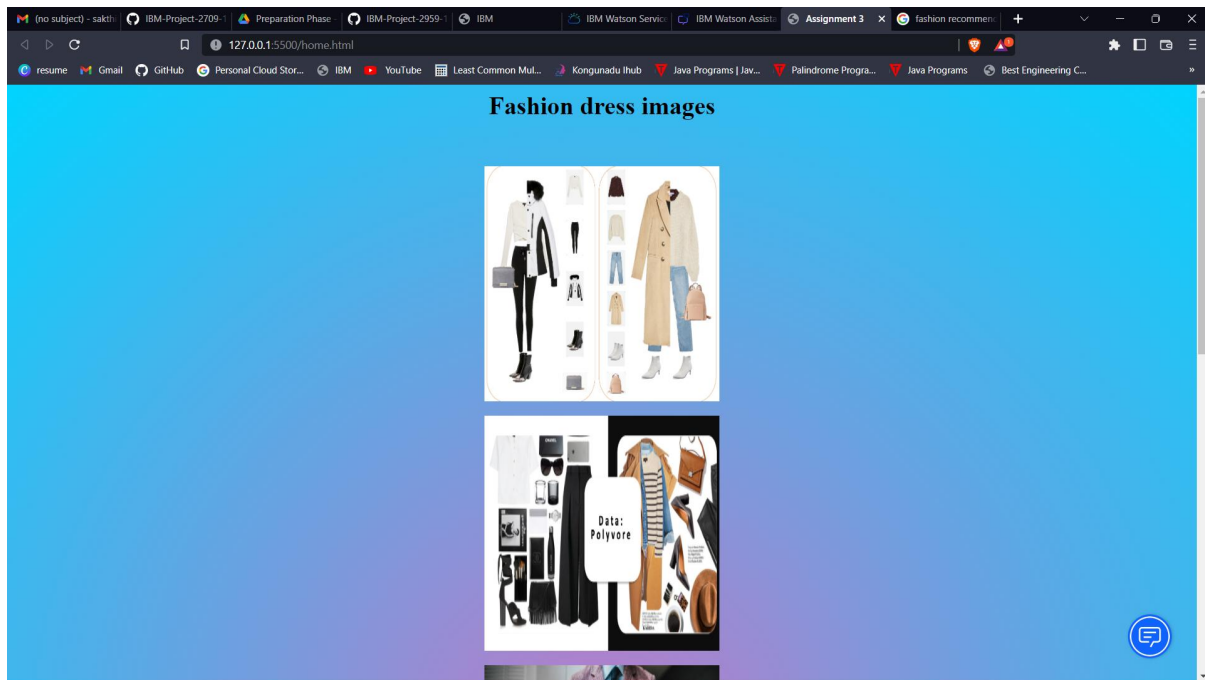 (no subject) - sakthi
IBM-Project-2709-1
Preparation Phase -
IBM-Project-2959-1
IBM
IBM Watson Service
IBM Watson Assista
Assignment 3
fashion recommend
127.0.0.1:5500/home.html
resume
Gmail
GitHub
Personal Cloud Stor...
IBM
YouTube
Least Common Mul...
Kongunadu Ihub
Java Programs | Jav...
Palindrome Progra...
Java Programs
Best Engineering C...
»
Fashion dress images
CHANEL
Data:
Polyvore